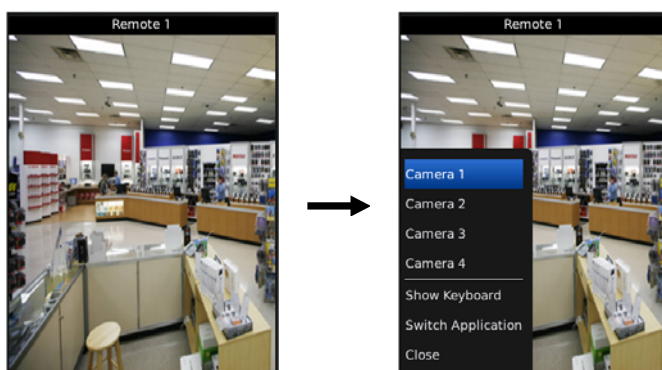 Remote 1
Remote 1
Camera 1
Camera 2
Camera 3
Camera 4
Show Keyboard
Switch Application
Close